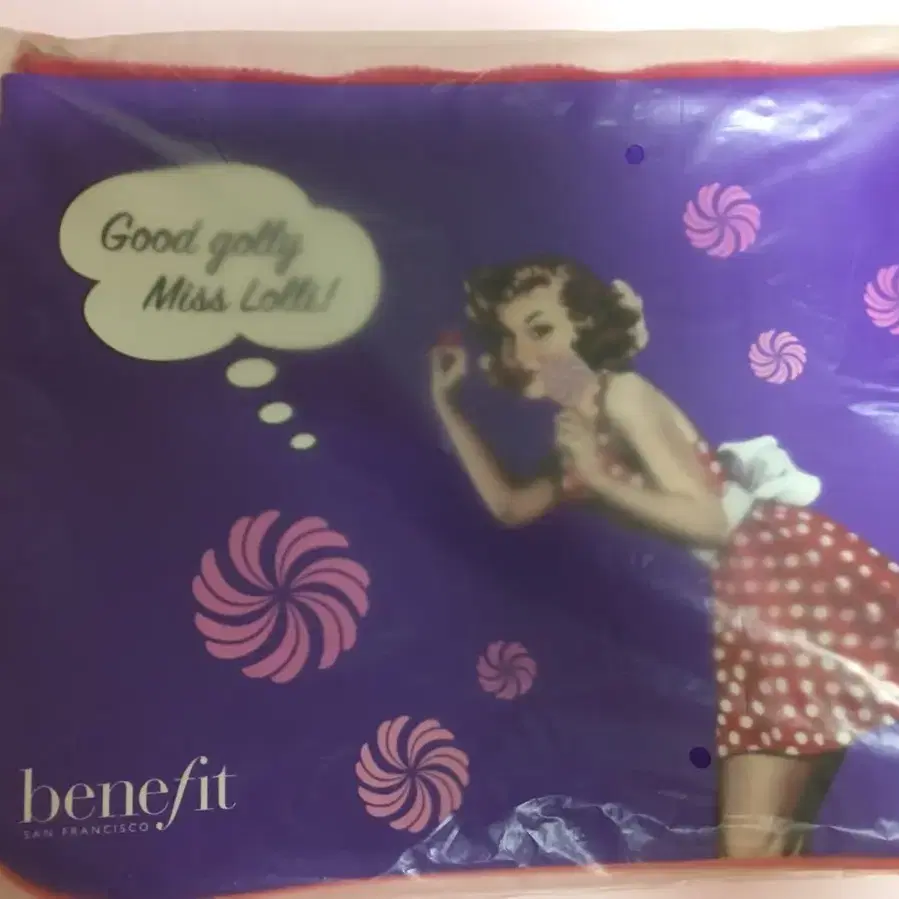 Good golly
Miss Lolli!
benefit
SAN FRANCISCO